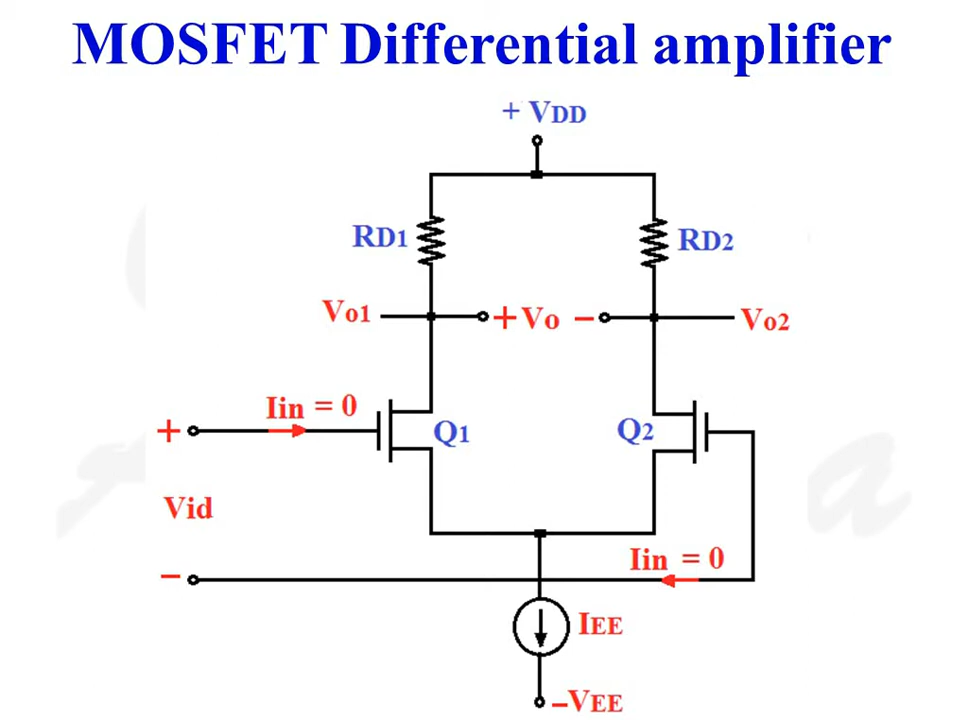 MOSFET Differential amplifier
+ VDD
RD1
RD2
Vo1
+ Vo −
Vo2
Iin = 0
+
Q1
Q2
Vid
Iin = 0
−
IEE
−VEE